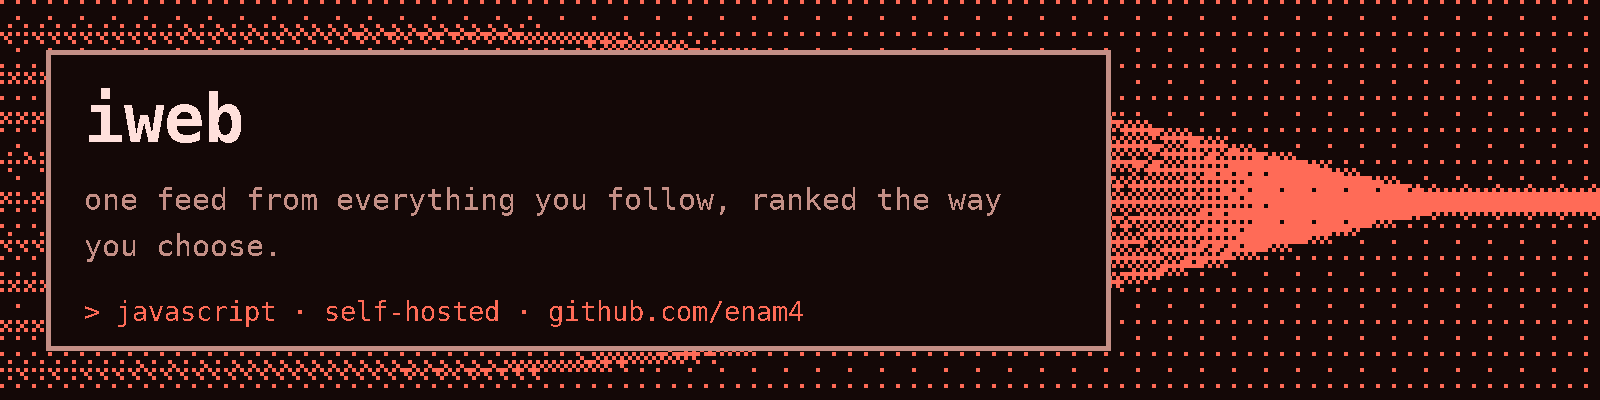 iweb
one feed from everything you follow, ranked the way
you choose.
> javascript · self-hosted · github.com/enam4